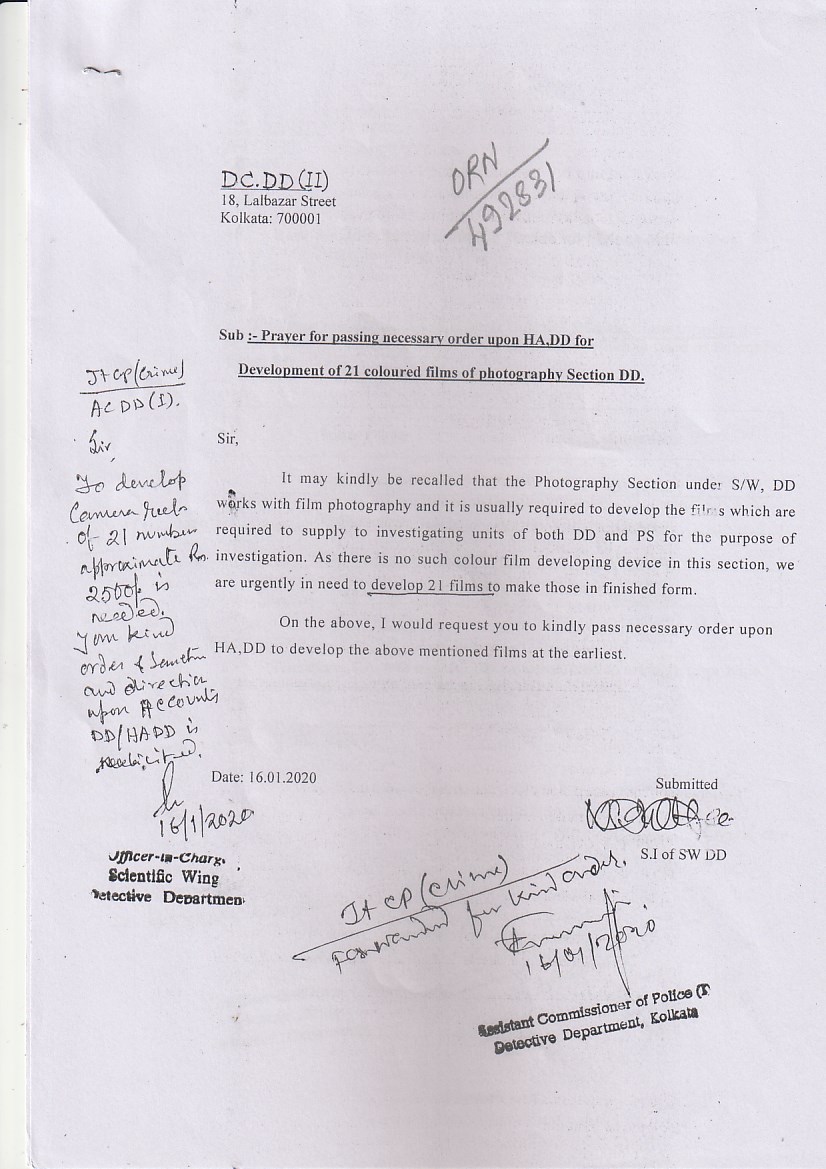 DC.DD(II)
18, Lalbazar Street
Kolkata: 700001
ORN
492831
Sub :- Prayer for passing necessary order upon HA,DD for
Development of 21 coloured films of photography Section DD.
Jt CP(Crime)
AC DD(I).
Sir,
To develop
Camera reels
of 21 number
approximate Rs.
2500/- is
needed.
Your kind
order &
and direction
upon Accounts
DD/HADD is
16/1/2020
Officer-in-Charg.
Scientific Wing
Detective Departmen
Sir,
It may kindly be recalled that the Photography Section under S/W, DD
works with film photography and it is usually required to develop the films which are
required to supply to investigating units of both DD and PS for the purpose of
investigation. As there is no such colour film developing device in this section, we
are urgently in need to develop 21 films to make those in finished form.
On the above, I would request you to kindly pass necessary order upon
HA,DD to develop the above mentioned films at the earliest.
Date: 16.01.2020
Submitted
S.I of SW DD
Jt CP (Crime)
Forwarded for kind order.
16/01/2020
Assistant Commissioner of Police (I
Detective Department, Kolkata